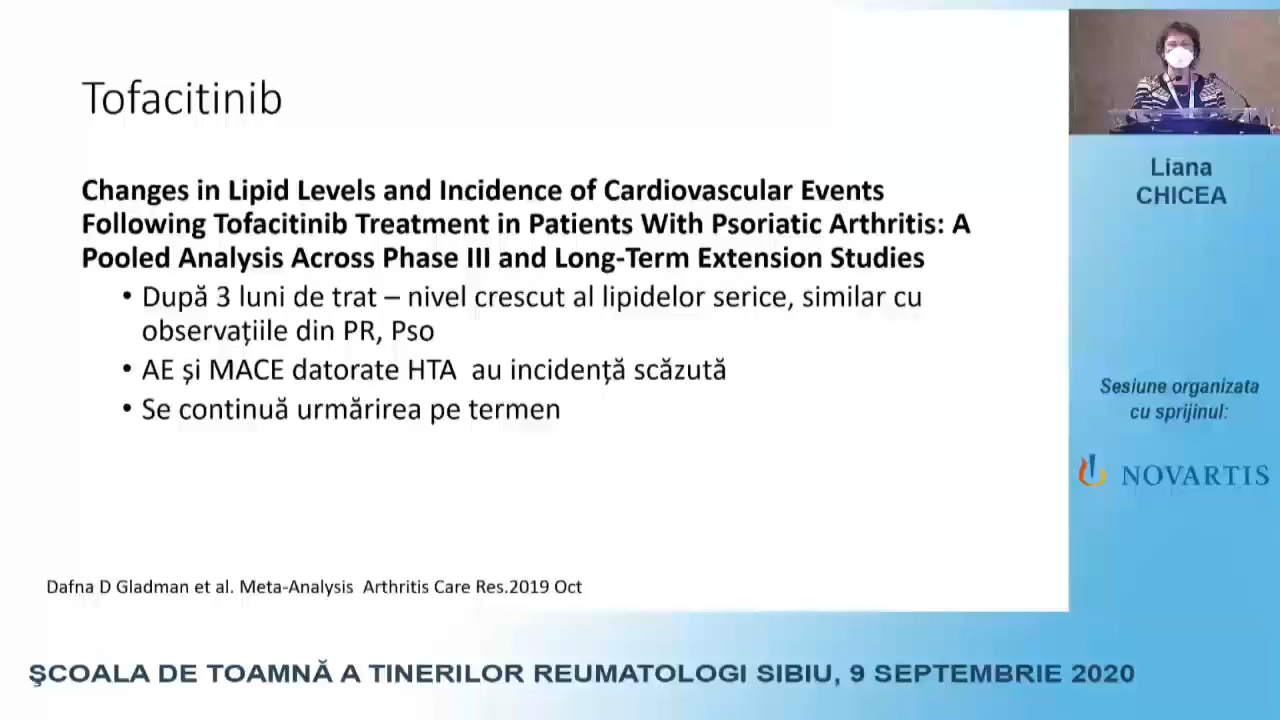 Tofacitinib
Changes in Lipid Levels and Incidence of Cardiovascular Events
Following Tofacitinib Treatment in Patients With Psoriatic Arthritis: A
Pooled Analysis Across Phase III and Long-Term Extension Studies
• După 3 luni de trat – nivel crescut al lipidelor serice, similar cu
observațiile din PR, Pso
• AE și MACE datorate HTA au incidență scăzută
• Se continuă urmărirea pe termen
Dafna D Gladman et al. Meta-Analysis Arthritis Care Res.2019 Oct
Liana
CHICEA
Sesiune organizata
cu sprijinul:
NOVARTIS
ŞCOALA DE TOAMNĂ A TINERILOR REUMATOLOGI SIBIU, 9 SEPTEMBRIE 2020